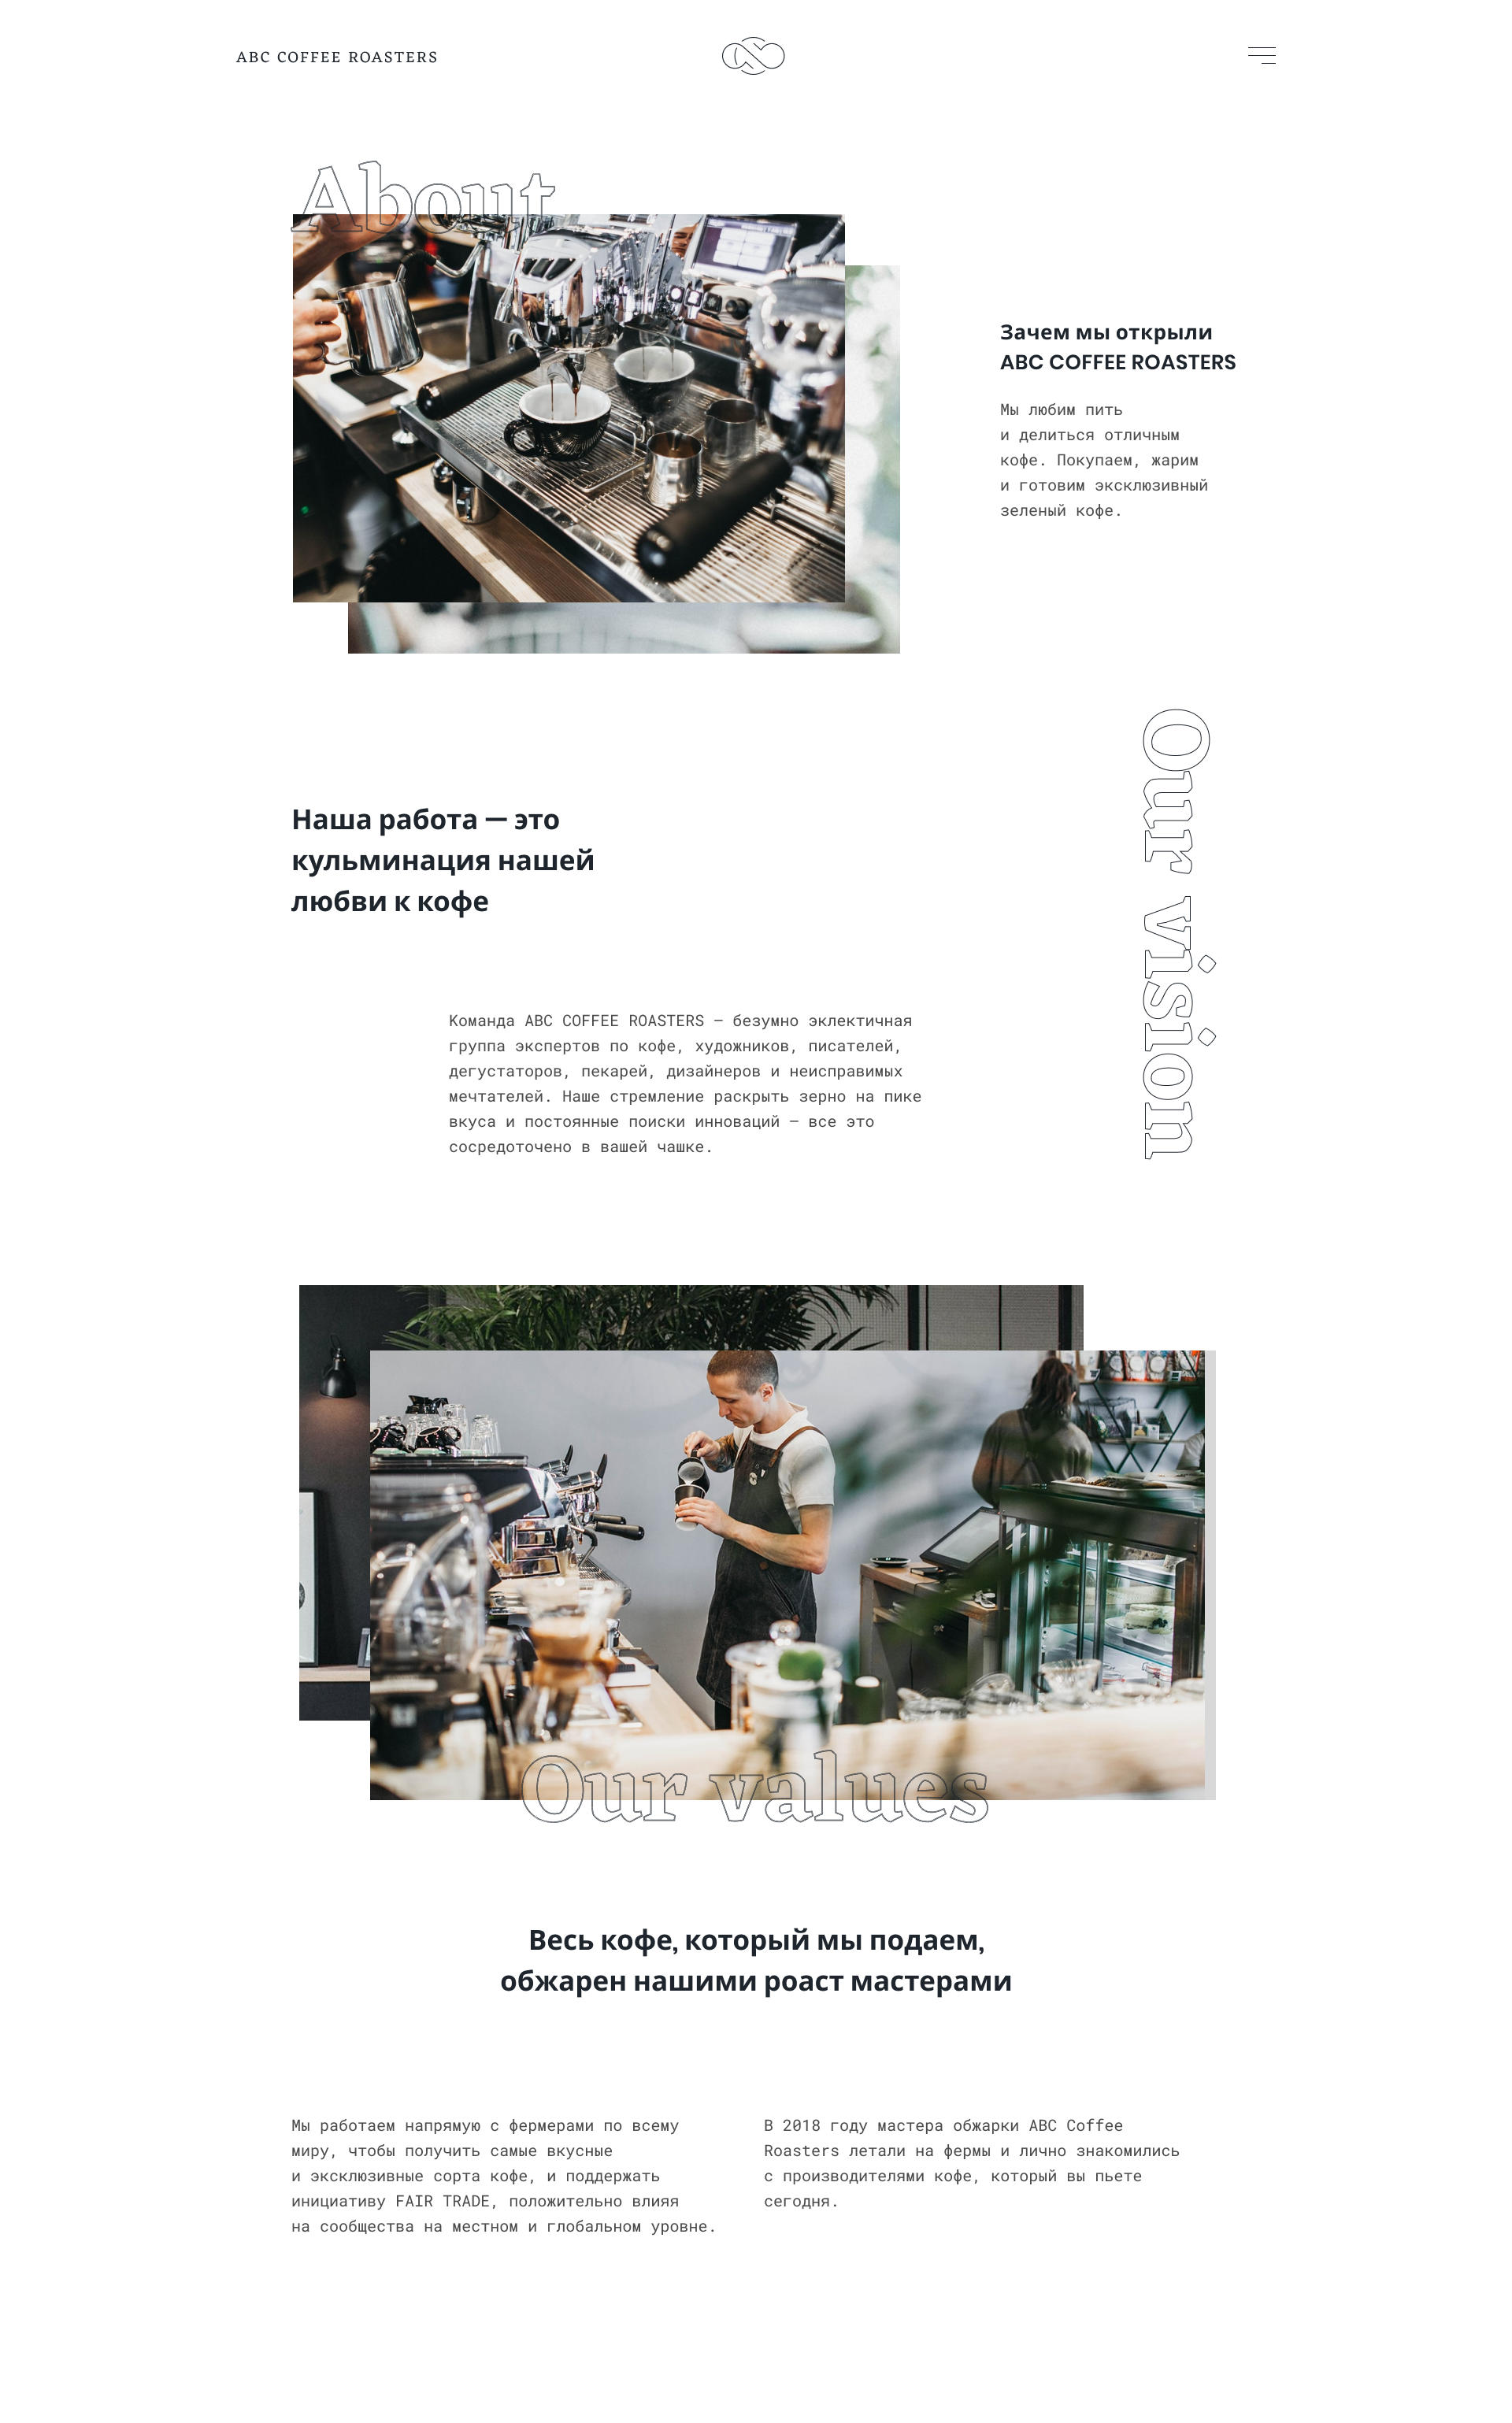 ABC COFFEE ROASTERS
About
Зачем мы открыли
ABC COFFEE ROASTERS
Мы любим пить
и делиться отличным
кофе. Покупаем, жарим
и готовим эксклюзивный
зеленый кофе.
Our vision
Наша работа — это
кульминация нашей
любви к кофе
Команда ABC COFFEE ROASTERS — безумно эклектичная
группа экспертов по кофе, художников, писателей,
дегустаторов, пекарей, дизайнеров и неисправимых
мечтателей. Наше стремление раскрыть зерно на пике
вкуса и постоянные поиски инноваций — все это
сосредоточено в вашей чашке.
Our values
Весь кофе, который мы подаем,
обжарен нашими роаст мастерами
Мы работаем напрямую с фермерами по всему
миру, чтобы получить самые вкусные
и эксклюзивные сорта кофе, и поддержать
инициативу FAIR TRADE, положительно влияя
на сообщества на местном и глобальном уровне.
В 2018 году мастера обжарки ABC Coffee
Roasters летали на фермы и лично знакомились
с производителями кофе, который вы пьете
сегодня.